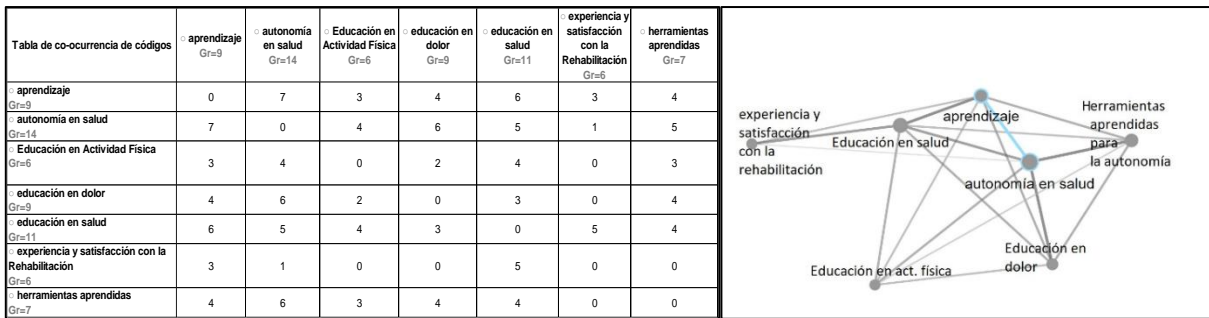 Tabla de co-ocurrencia de códigos
○ aprendizaje
Gr=9
○ autonomía
en salud
Gr=14
○ Educación en
Actividad Física
Gr=6
○ educación en
dolor
Gr=9
○ educación en
salud
Gr=11
○ experiencia y
satisfacción
con la
Rehabilitación
Gr=6
○ herramientas
aprendidas
Gr=7
○ aprendizaje
Gr=9
0 7 3 4 6 3 4
○ autonomía en salud
Gr=14
7 0 4 6 5 1 5
○ Educación en Actividad Física
Gr=6
3 4 0 2 4 0 3
○ educación en dolor
Gr=9
4 6 2 0 3 0 4
○ educación en salud
Gr=11
6 5 4 3 0 5 4
○ experiencia y satisfacción con la
Rehabilitación
Gr=6
3 1 0 0 5 0 0
○ herramientas aprendidas
Gr=7
4 6 3 4 4 0 0
experiencia y
satisfacción
con la
rehabilitación
Educación en salud
aprendizaje
Herramientas
aprendidas
para
la autonomía
autonomía en salud
Educación en act. física
Educación en
dolor